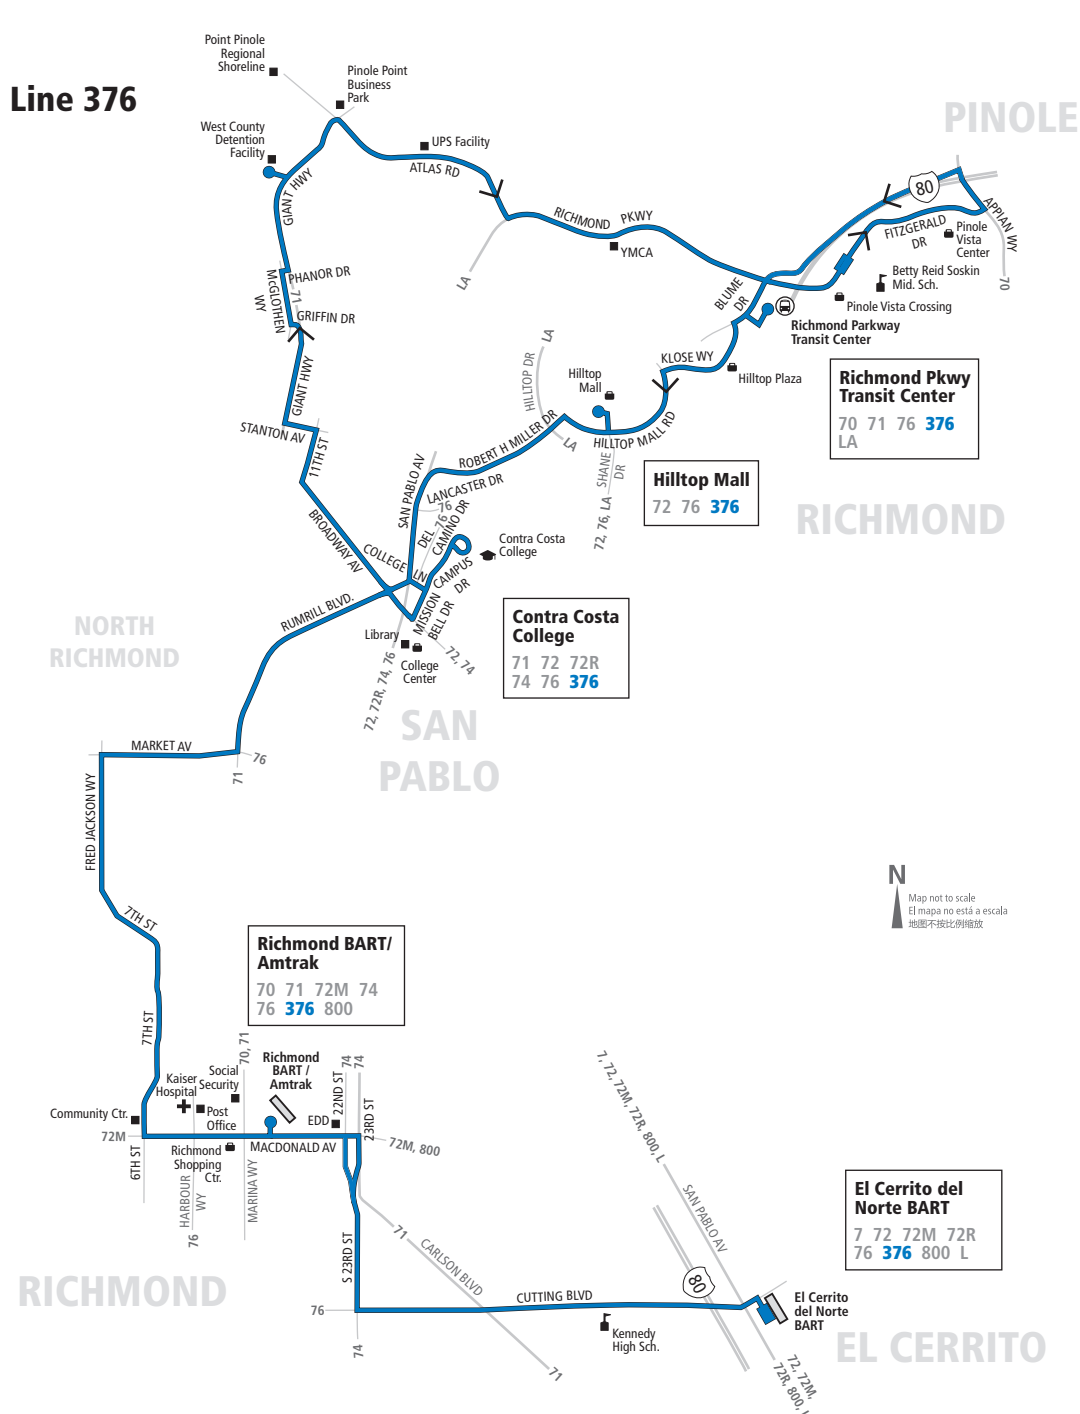 Line 376
Point Pinole
Regional
Shoreline
Pinole Point
Business
Park
West County
Detention
Facility
UPS Facility
ATLAS RD
GIANT HWY
PINOLE
80
RICHMOND PKWY
YMCA
APPIAN WY
FITZGERALD
DR
Pinole
Vista
Center
70
Betty Reid Soskin
Mid. Sch.
Pinole Vista Crossing
LA
PHANOR DR
McGLOTHEN
WY
71
GRIFFIN DR
BLUME
DR
Richmond Parkway
Transit Center
GIANT HWY
KLOSE WY
Hilltop Plaza
LA
HILLTOP DR
Hilltop
Mall
Richmond Pkwy
Transit Center
70 71 76 376
LA
STANTON AV
11TH ST
ROBERT H MILLER DR
LA
HILLTOP MALL RD
SHANE
DR
72, 76, LA
Hilltop Mall
72 76 376
RICHMOND
SAN PABLO AV
LANCASTER DR
76
76
DEL
CAMINO DR
BROADWAY AV
COLLEGE
LN
CAMPUS
DR
Contra Costa
College
MISSION
BELL DR
RUMRILL BLVD.
Library
College
Center
72, 74
72, 72R, 74, 76
Contra Costa
College
71 72 72R
74 76 376
NORTH
RICHMOND
SAN
PABLO
MARKET AV
76
71
FRED JACKSON WY
7TH ST
N
Map not to scale
El mapa no está a escala
地图不按比例缩放
Richmond BART/
Amtrak
70 71 72M 74
76 376 800
7TH ST
70, 71
Richmond
BART /
Amtrak
Social
Security
Kaiser
Hospital
Post
Office
Community Ctr.
72M
6TH ST
Richmond
Shopping
Ctr.
HARBOUR
WY
76
MARINA WY
MACDONALD AV
EDD
22ND ST
74
74
23RD ST
72M, 800
7, 72, 72M, 72R, 800, L
SAN PABLO AV
71
CARLSON BLVD
S 23RD ST
76
74
CUTTING BLVD
Kennedy
High Sch.
71
80
El Cerrito del
Norte BART
7 72 72M 72R
76 376 800 L
El Cerrito
del Norte
BART
72, 72M,
72R, 800,
RICHMOND
EL CERRITO